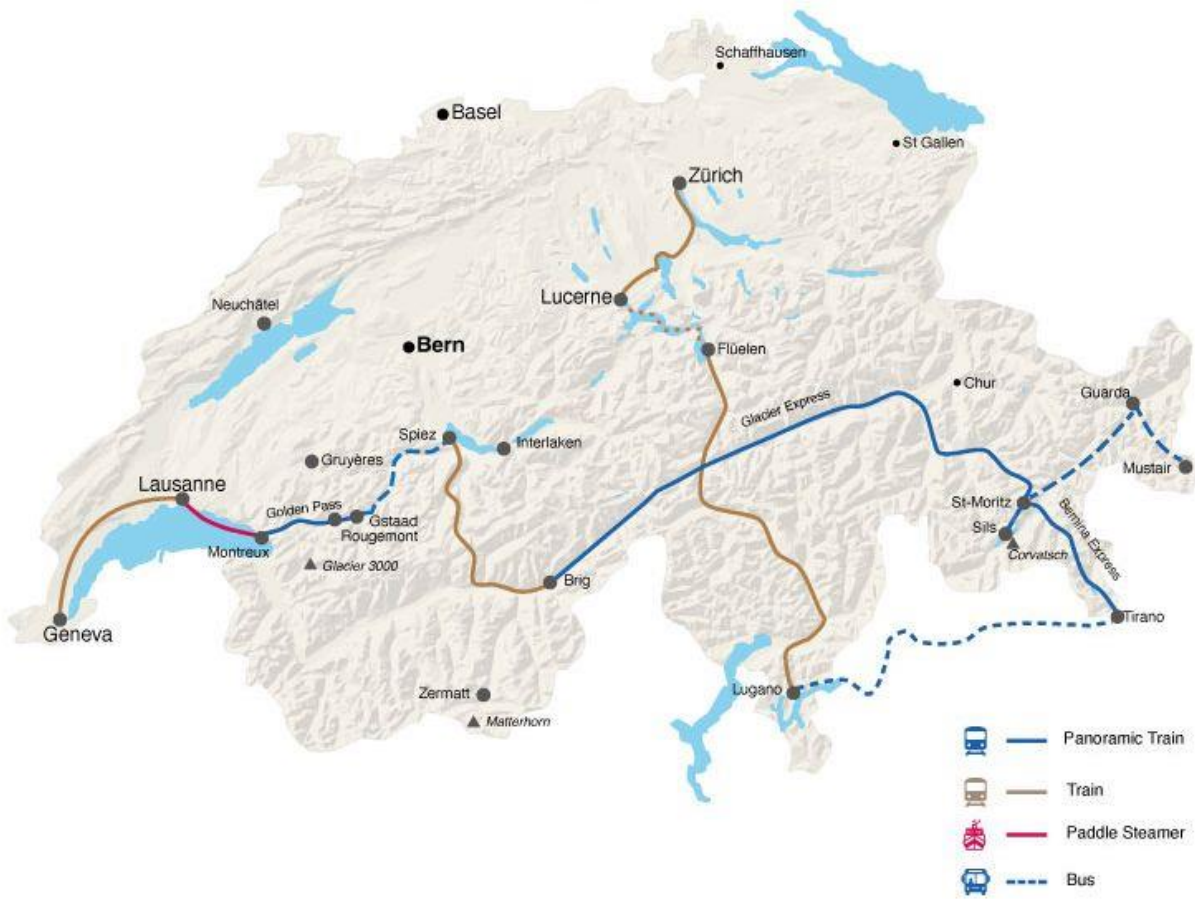 Schaffhausen
Basel
St Gallen
Zürich
Lucerne
Neuchâtel
Bern
Flüelen
Chur
Glacier Express
Guarda
Spiez
Interlaken
Gruyères
Mustair
Lausanne
Golden Pass
Gstaad
Rougemont
St-Moritz
Bernina Express
Sils
Corvatsch
Montreux
Glacier 3000
Brig
Geneva
Tirano
Zermatt
Matterhorn
Lugano
Panoramic Train
Train
Paddle Steamer
Bus